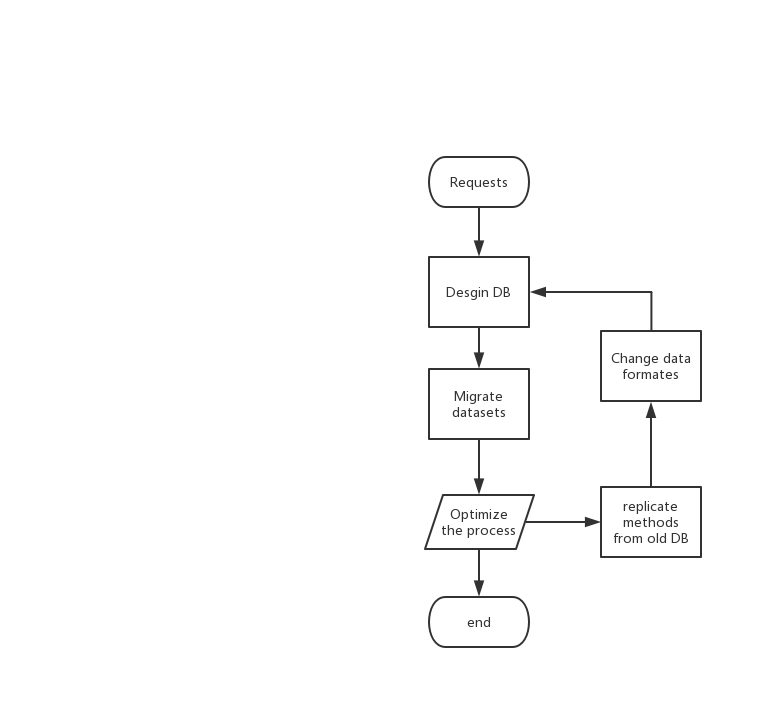 Requests
Desgin DB
Change data
formates
Migrate
datasets
Optimize
the process
replicate
methods
from old DB
end